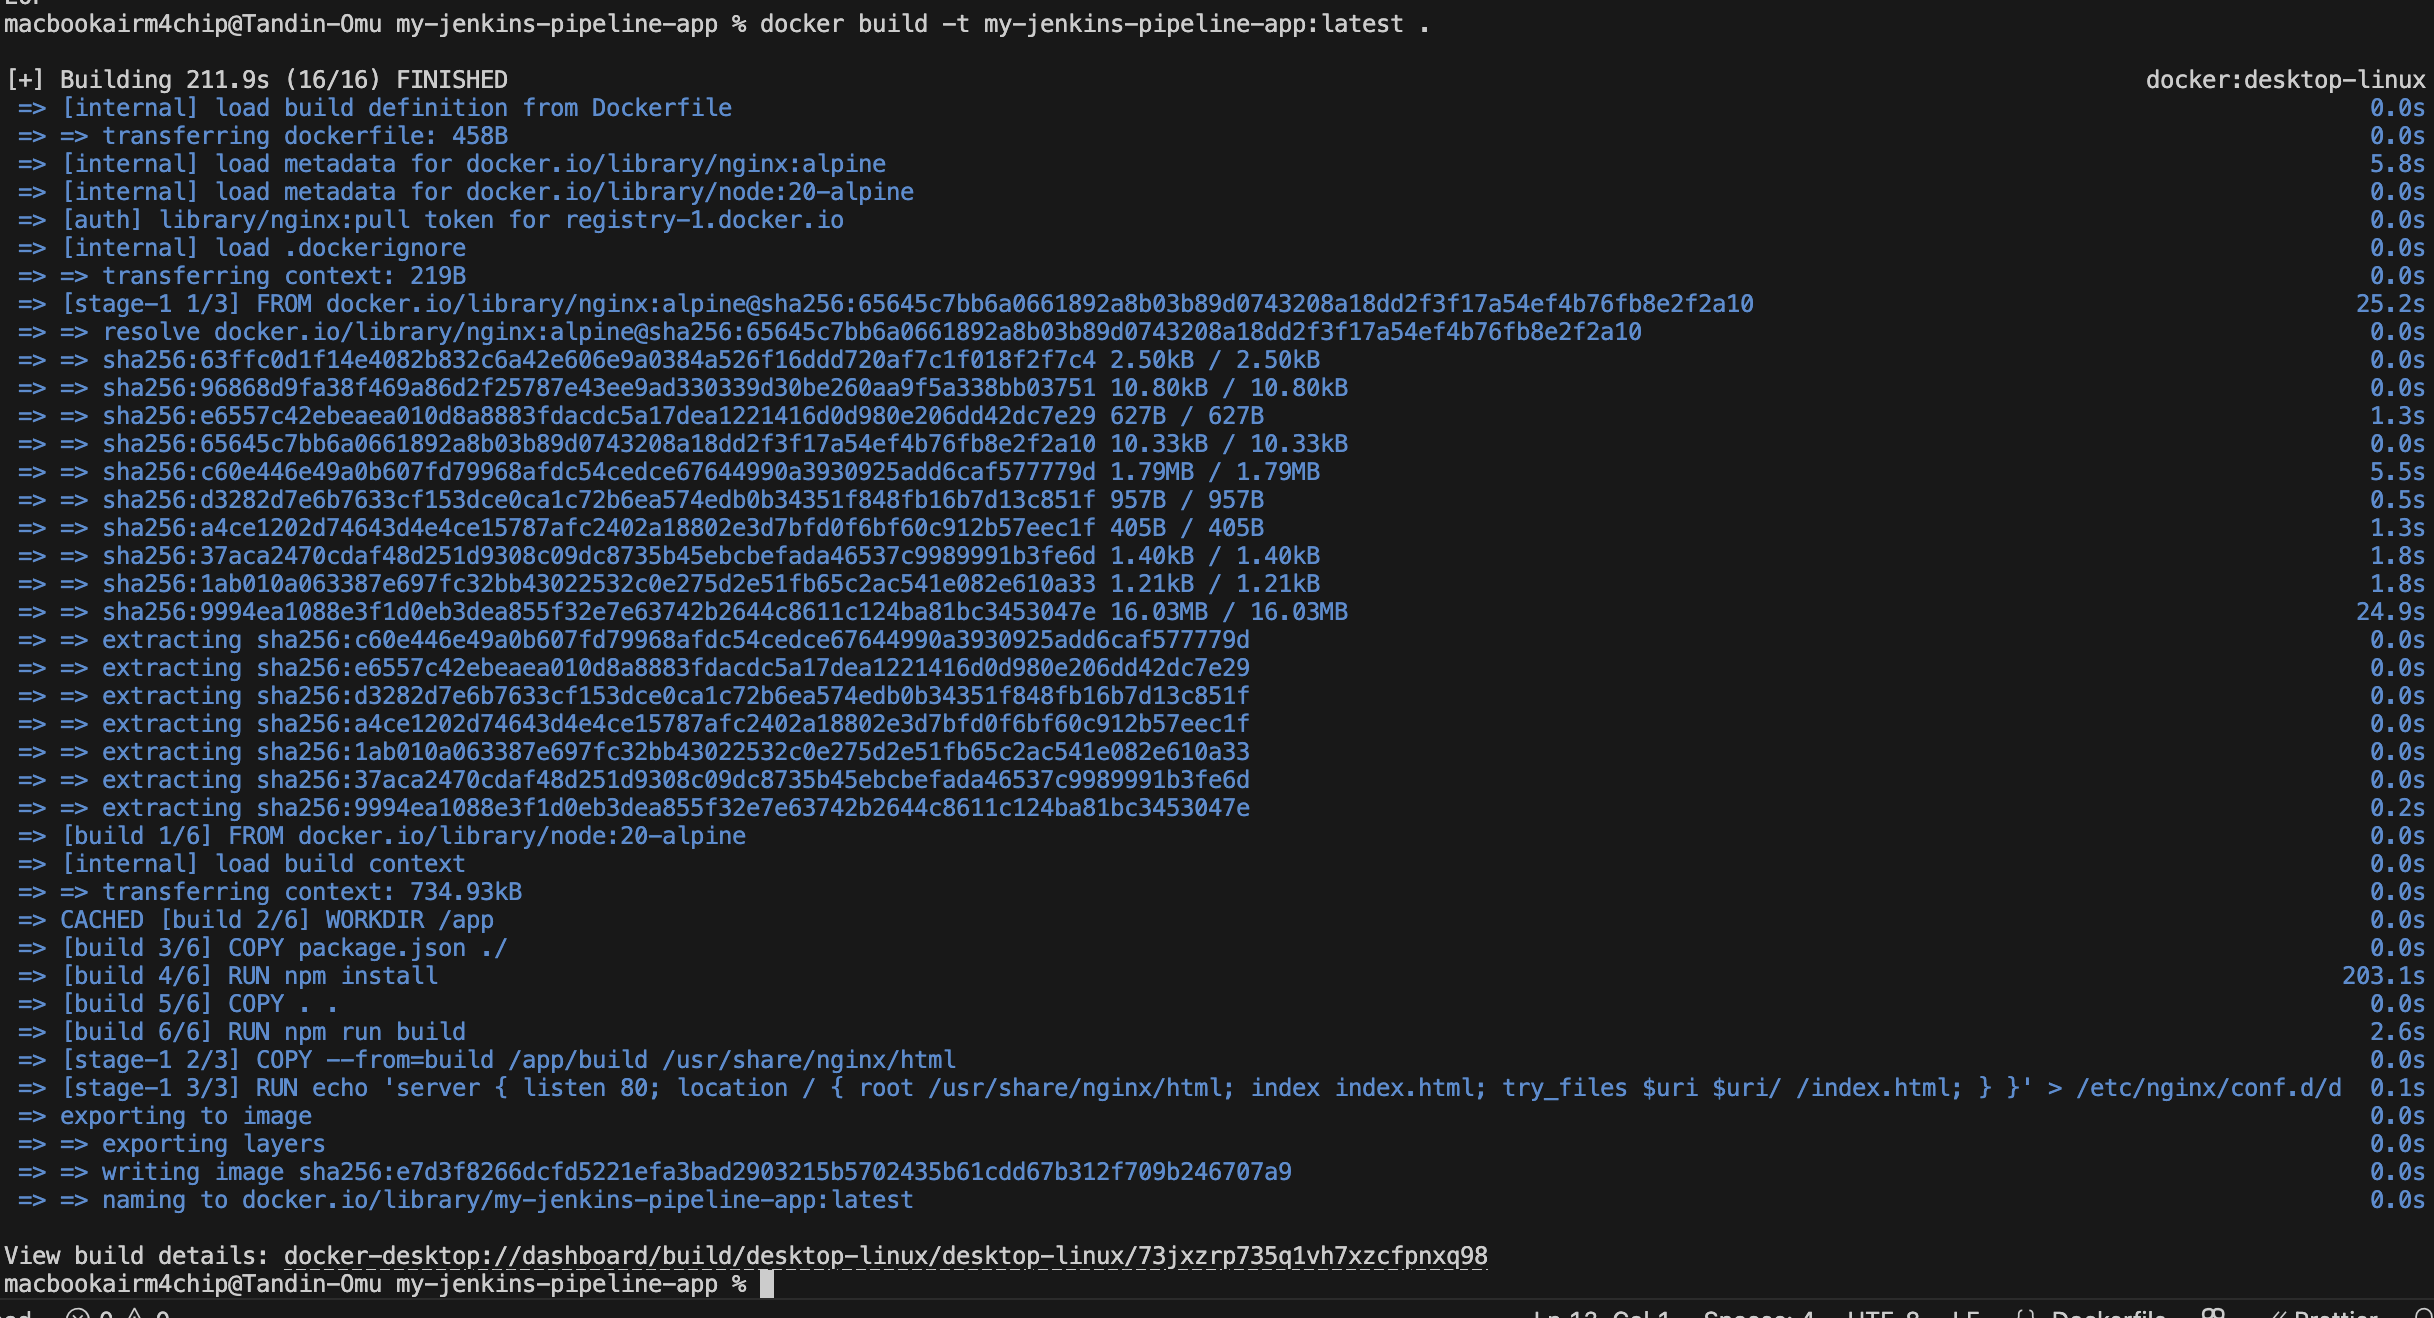 macbookairm4chip@Tandin-Omu my-jenkins-pipeline-app % docker build -t my-jenkins-pipeline-app:latest .
[+] Building 211.9s (16/16) FINISHED docker:desktop-linux
=> [internal] load build definition from Dockerfile 0.0s
=> => transferring dockerfile: 458B 0.0s
=> [internal] load metadata for docker.io/library/nginx:alpine 5.8s
=> [internal] load metadata for docker.io/library/node:20-alpine 0.0s
=> [auth] library/nginx:pull token for registry-1.docker.io 0.0s
=> [internal] load .dockerignore 0.0s
=> => transferring context: 219B 0.0s
=> [stage-1 1/3] FROM docker.io/library/nginx:alpine@sha256:65645c7bb6a0661892a8b03b89d0743208a18dd2f3f17a54ef4b76fb8e2f2a10 25.2s
=> => resolve docker.io/library/nginx:alpine@sha256:65645c7bb6a0661892a8b03b89d0743208a18dd2f3f17a54ef4b76fb8e2f2a10 0.0s
=> => sha256:63ffc0d1f14e4082b832c6a42e606e9a0384a526f16ddd720af7c1f018f2f7c4 2.50kB / 2.50kB 0.0s
=> => sha256:96868d9fa38f469a86d2f25787e43ee9ad330339d30be260aa9f5a338bb03751 10.80kB / 10.80kB 0.0s
=> => sha256:e6557c42ebeaea010d8a8883fdacdc5a17dea1221416d0d980e206dd42dc7e29 627B / 627B 1.3s
=> => sha256:65645c7bb6a0661892a8b03b89d0743208a18dd2f3f17a54ef4b76fb8e2f2a10 10.33kB / 10.33kB 0.0s
=> => sha256:c60e446e49a0b607fd79968afdc54cedce67644990a3930925add6caf577779d 1.79MB / 1.79MB 5.5s
=> => sha256:d3282d7e6b7633cf153dce0ca1c72b6ea574edb0b34351f848fb16b7d13c851f 957B / 957B 0.5s
=> => sha256:a4ce1202d74643d4e4ce15787afc2402a18802e3d7bfd0f6bf60c912b57eec1f 405B / 405B 1.3s
=> => sha256:37aca2470cdaf48d251d9308c09dc8735b45ebcbefada46537c9989991b3fe6d 1.40kB / 1.40kB 1.8s
=> => sha256:1ab010a063387e697fc32bb43022532c0e275d2e51fb65c2ac541e082e610a33 1.21kB / 1.21kB 1.8s
=> => sha256:9994ea1088e3f1d0eb3dea855f32e7e63742b2644c8611c124ba81bc3453047e 16.03MB / 16.03MB 24.9s
=> => extracting sha256:c60e446e49a0b607fd79968afdc54cedce67644990a3930925add6caf577779d 0.0s
=> => extracting sha256:e6557c42ebeaea010d8a8883fdacdc5a17dea1221416d0d980e206dd42dc7e29 0.0s
=> => extracting sha256:d3282d7e6b7633cf153dce0ca1c72b6ea574edb0b34351f848fb16b7d13c851f 0.0s
=> => extracting sha256:a4ce1202d74643d4e4ce15787afc2402a18802e3d7bfd0f6bf60c912b57eec1f 0.0s
=> => extracting sha256:1ab010a063387e697fc32bb43022532c0e275d2e51fb65c2ac541e082e610a33 0.0s
=> => extracting sha256:37aca2470cdaf48d251d9308c09dc8735b45ebcbefada46537c9989991b3fe6d 0.0s
=> => extracting sha256:9994ea1088e3f1d0eb3dea855f32e7e63742b2644c8611c124ba81bc3453047e 0.2s
=> [build 1/6] FROM docker.io/library/node:20-alpine 0.0s
=> [internal] load build context 0.0s
=> => transferring context: 734.93kB 0.0s
=> CACHED [build 2/6] WORKDIR /app 0.0s
=> [build 3/6] COPY package.json ./ 0.0s
=> [build 4/6] RUN npm install 203.1s
=> [build 5/6] COPY . . 0.0s
=> [build 6/6] RUN npm run build 2.6s
=> [stage-1 2/3] COPY --from=build /app/build /usr/share/nginx/html 0.0s
=> [stage-1 3/3] RUN echo 'server { listen 80; location / { root /usr/share/nginx/html; index index.html; try_files $uri $uri/ /index.html; } }' > /etc/nginx/conf.d/d 0.1s
=> exporting to image 0.0s
=> => exporting layers 0.0s
=> => writing image sha256:e7d3f8266dcfd5221efa3bad2903215b5702435b61cdd67b312f709b246707a9 0.0s
=> => naming to docker.io/library/my-jenkins-pipeline-app:latest 0.0s
View build details: docker-desktop://dashboard/build/desktop-linux/desktop-linux/73jxzrp735q1vh7xzcfpnxq98
macbookairm4chip@Tandin-Omu my-jenkins-pipeline-app %